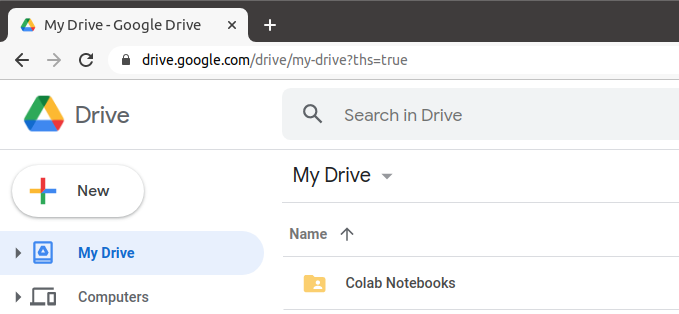 My Drive - Google Drive
drive.google.com/drive/my-drive?ths=true
Drive
Search in Drive
New
My Drive
My Drive
Name
Computers
Colab Notebooks